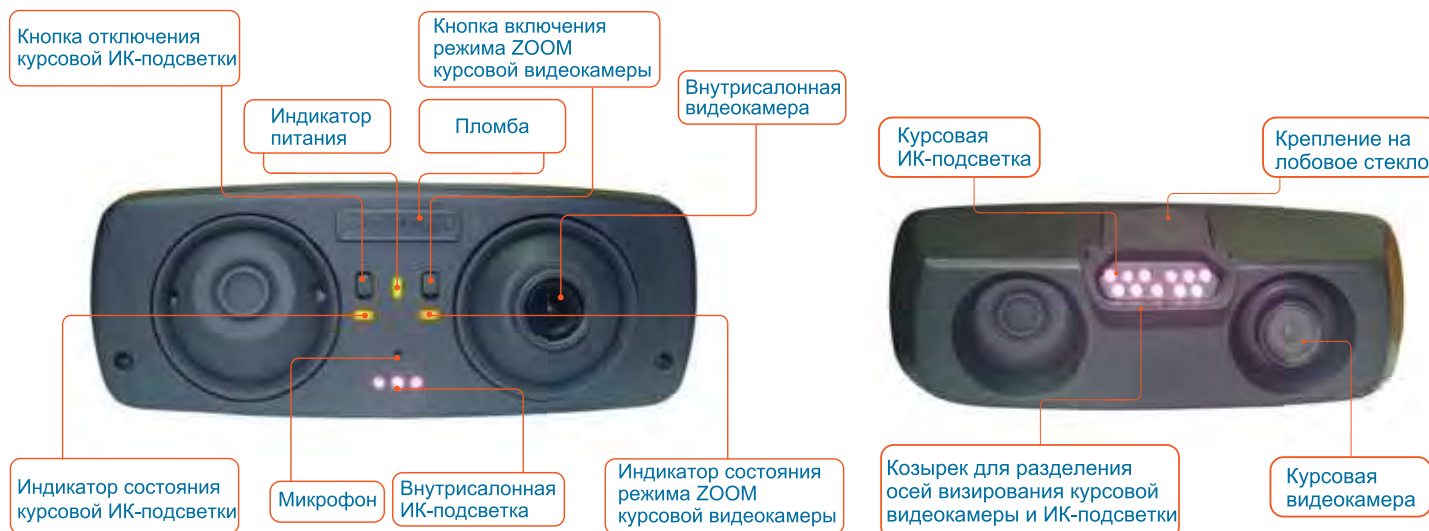 Кнопка отключения
курсовой ИК-подсветки
Индикатор
питания
Кнопка включения
режима ZOOM
курсовой видеокамеры
Пломба
Внутрисалонная
видеокамера
Индикатор состояния
курсовой ИК-подсветки
Микрофон
Внутрисалонная
ИК-подсветка
Индикатор состояния
режима ZOOM
курсовой видеокамеры
Курсовая
ИК-подсветка
Крепление на
лобовое стекло
Козырек для разделения
осей визирования курсовой
видеокамеры и ИК-подсветки
Курсовая
видеокамера